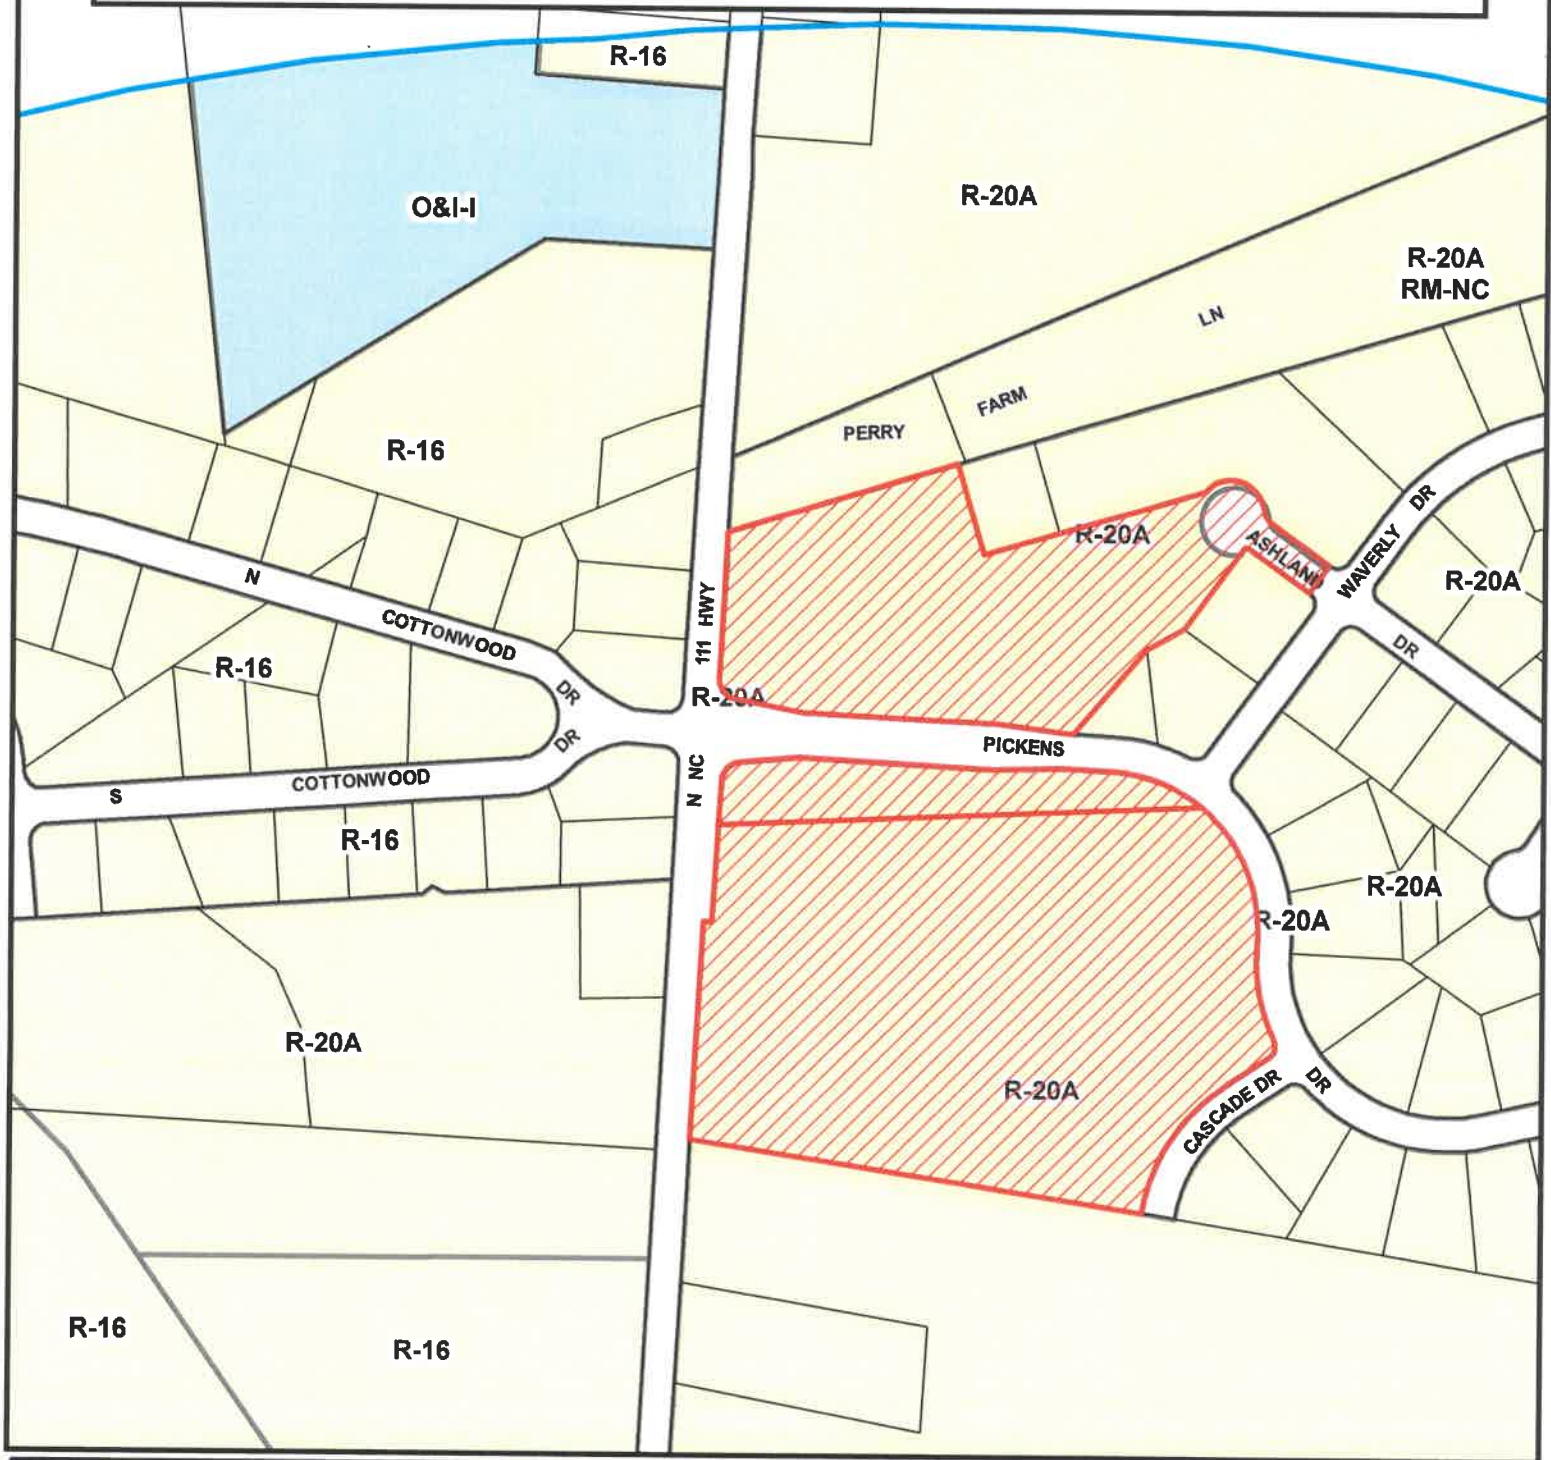 R-16
O&I-I
R-20A
R-20A
RM-NC
LN
FARM
PERRY
R-16
WAVERLY DR
R-20A
ASHLAND
R-20A
N
COTTONWOOD
DR
N NC 111 HWY
R-20A
DR
R-16
R-20A
PICKENS
DR
S
COTTONWOOD
R-16
R-20A
R-20A
R-20A
R-20A
CASCADE DR
DR
R-16
R-16